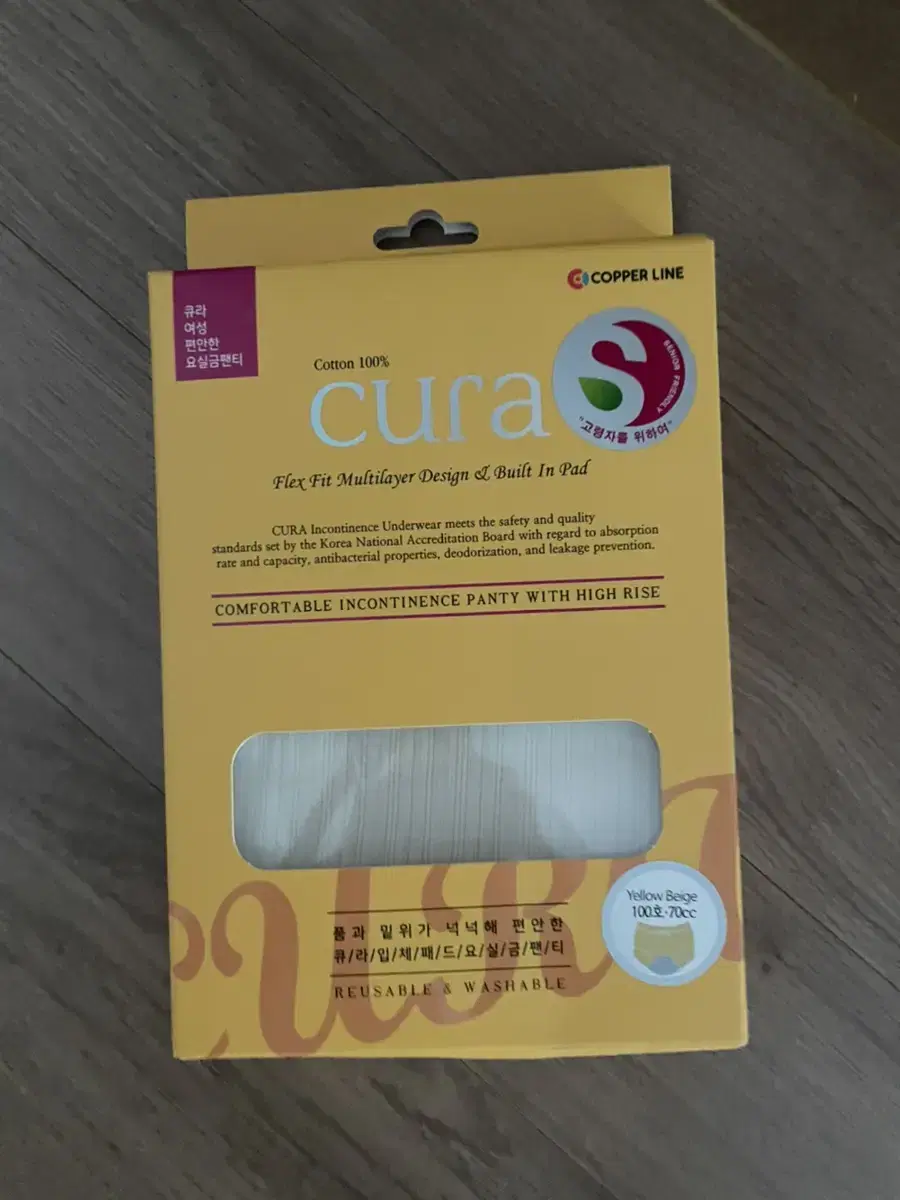 COPPER LINE
큐라
여성
편안한
요실금팬티
Cotton 100%
cura
SENIOR FRIENDLY
"고령자를 위하여"
Flex Fit Multilayer Design & Built In Pad
CURA Incontinence Underwear meets the safety and quality
standards set by the Korea National Accreditation Board with regard to absorption
rate and capacity, antibacterial properties, deodorization, and leakage prevention.
COMFORTABLE INCONTINENCE PANTY WITH HIGH RISE
CURA
Yellow Beige
100호·70cc
품과 밑위가 넉넉해 편안한
큐/라/입/체/패/드/요/실/금/팬/티
REUSABLE & WASHABLE